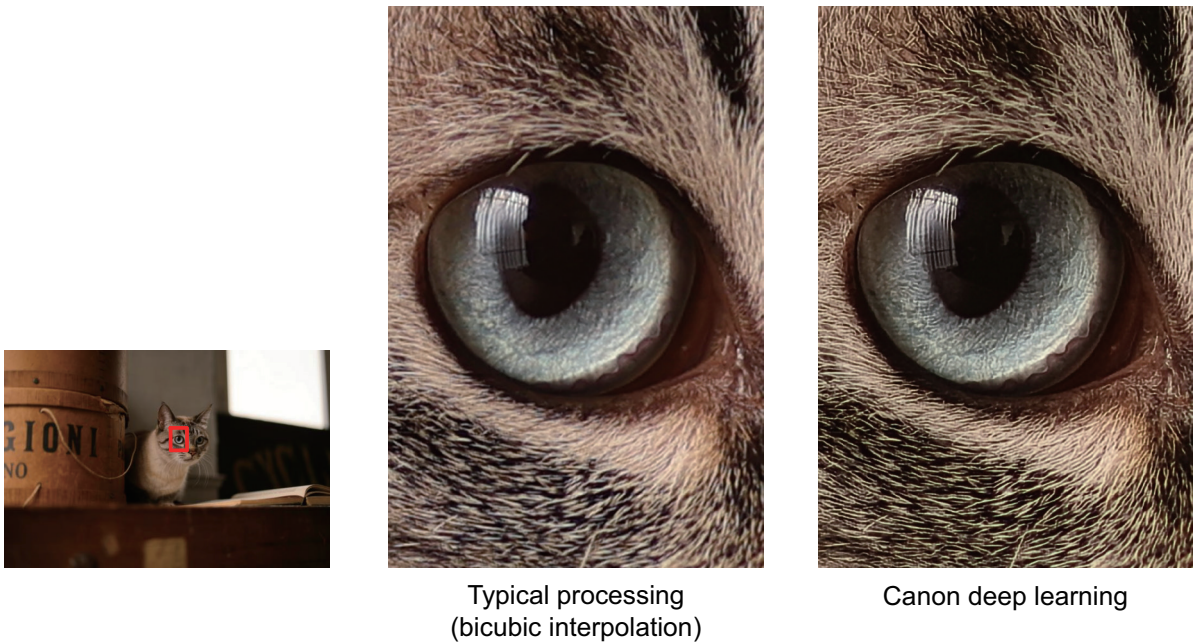 GIONI
NO
Typical processing
(bicubic interpolation)
Canon deep learning